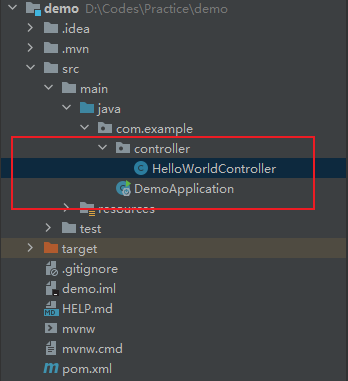 demo D:\Codes\Practice\demo
.idea
.mvn
src
main
java
com.example
controller
HelloWorldController
DemoApplication
resources
test
target
.gitignore
demo.iml
HELP.md
mvnw
mvnw.cmd
pom.xml